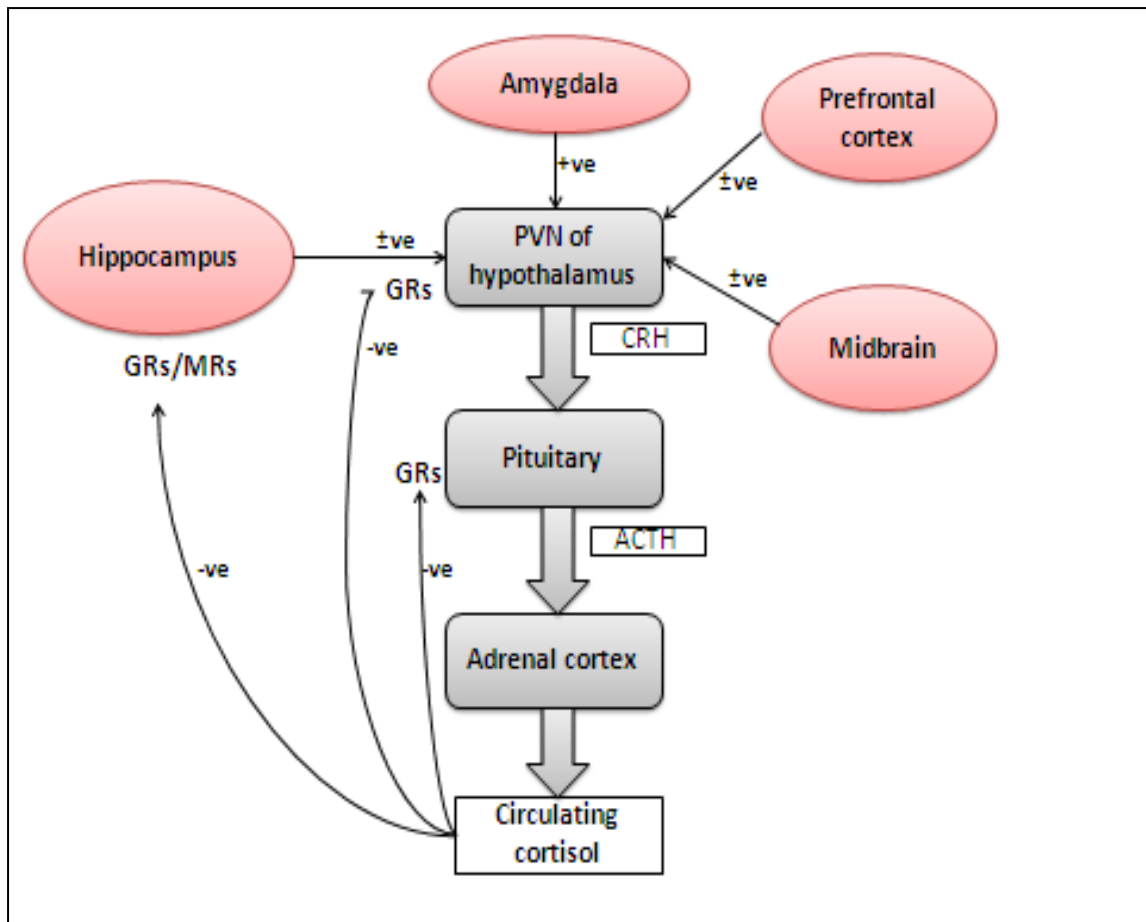 Amygdala
Prefrontal
cortex
+ve
±ve
Hippocampus
±ve
PVN of
hypothalamus
±ve
Midbrain
GRs
-ve
CRH
GRs/MRs
Pituitary
GRs
ACTH
-ve
-ve
Adrenal cortex
Circulating
cortisol